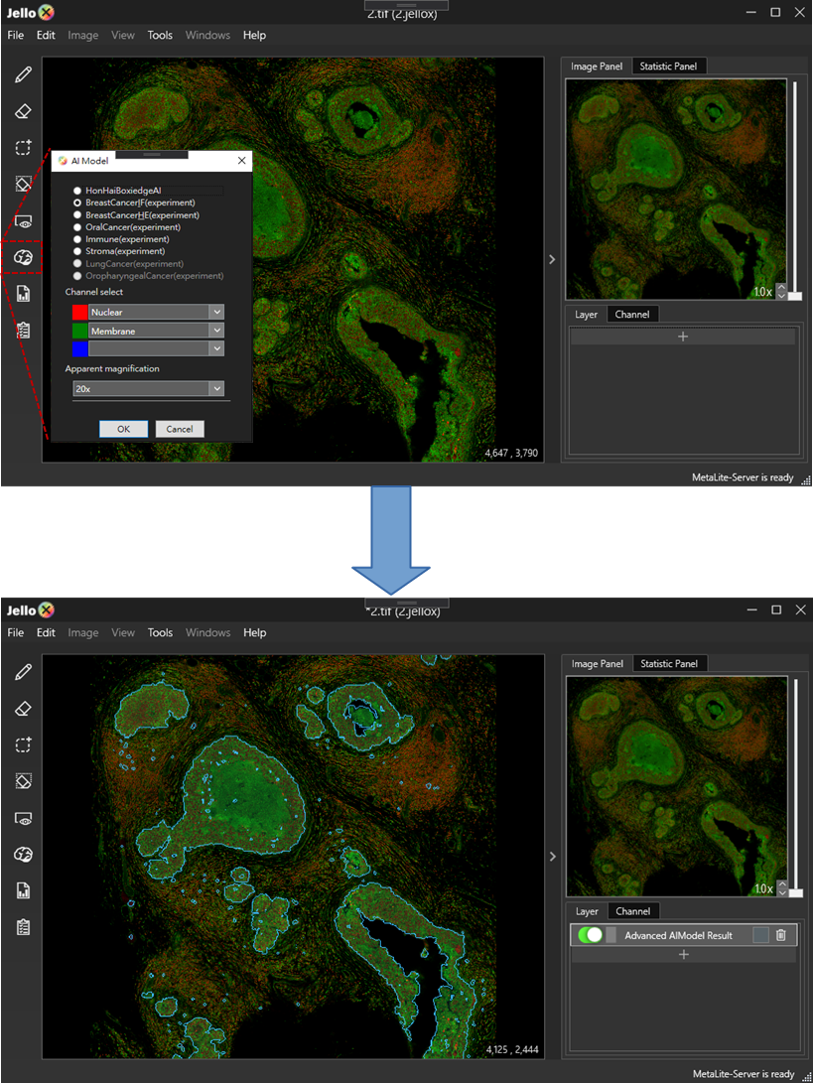 Jello X
2.tif (2.jellox)
File Edit Image View Tools Windows Help
Image Panel Statistic Panel
AI Model
HonHaiBoxiedgeAI
BreastCancerIF(experiment)
BreastCancerHE(experiment)
OralCancer(experiment)
Immune(experiment)
Stroma(experiment)
LungCancer(experiment)
OropharyngealCancer(experiment)
Channel select
Nuclear
Membrane
Apparent magnification
20x
OK Cancel
1.0x
Layer Channel
+
4,647 , 3,790
MetaLite-Server is ready
Jello X
*2.tif (2.jellox)
File Edit Image View Tools Windows Help
Image Panel Statistic Panel
1.0x
Layer Channel
Advanced AIModel Result
+
4,125 , 2,444
MetaLite-Server is ready